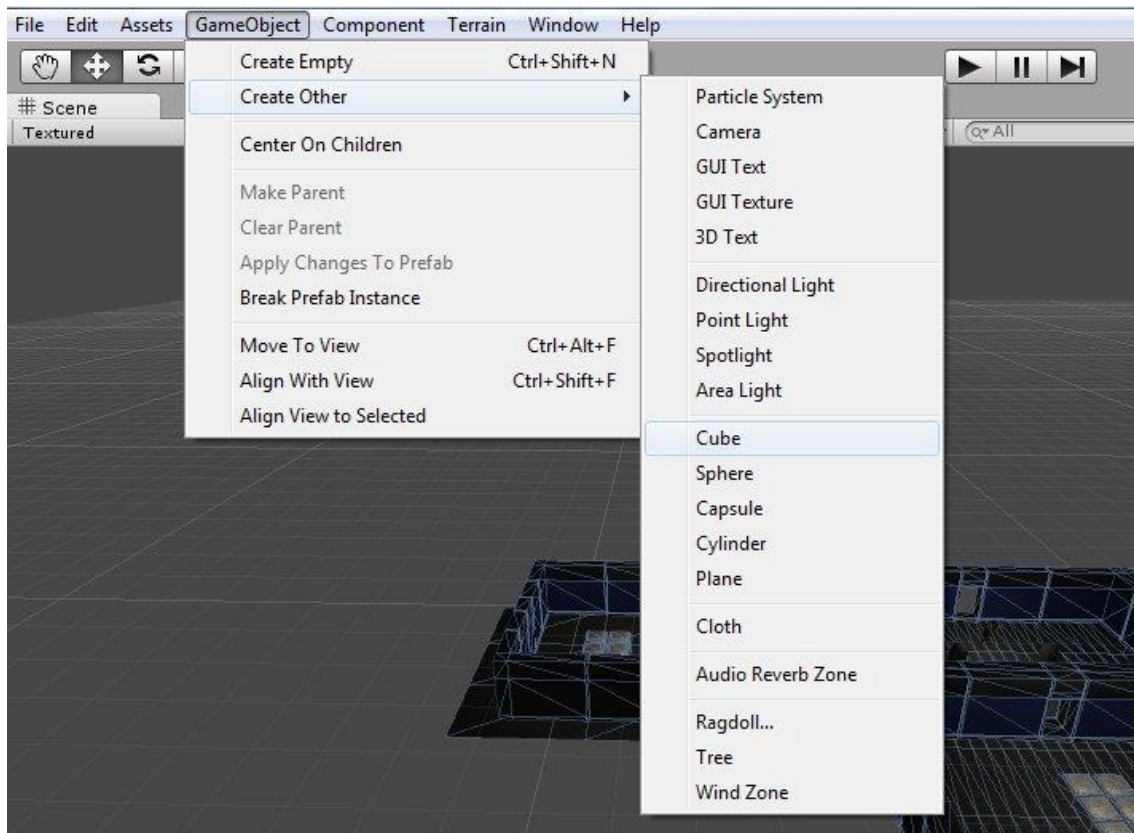 File Edit Assets GameObject Component Terrain Window Help
# Scene
Textured
All
Create Empty Ctrl+Shift+N
Create Other
Center On Children
Make Parent
Clear Parent
Apply Changes To Prefab
Break Prefab Instance
Move To View Ctrl+Alt+F
Align With View Ctrl+Shift+F
Align View to Selected
Particle System
Camera
GUI Text
GUI Texture
3D Text
Directional Light
Point Light
Spotlight
Area Light
Cube
Sphere
Capsule
Cylinder
Plane
Cloth
Audio Reverb Zone
Ragdoll...
Tree
Wind Zone